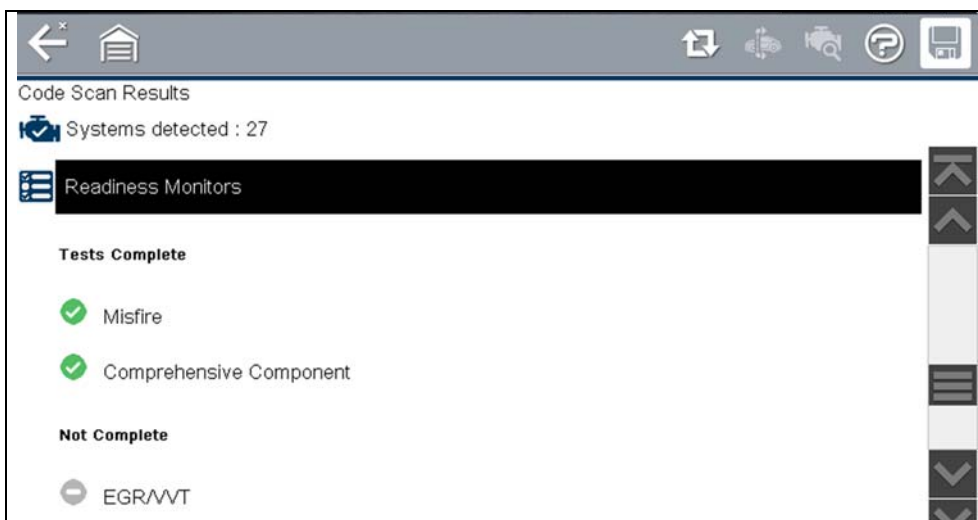 Code Scan Results
Systems detected : 27
Readiness Monitors
Tests Complete
Misfire
Comprehensive Component
Not Complete
EGR/VVT